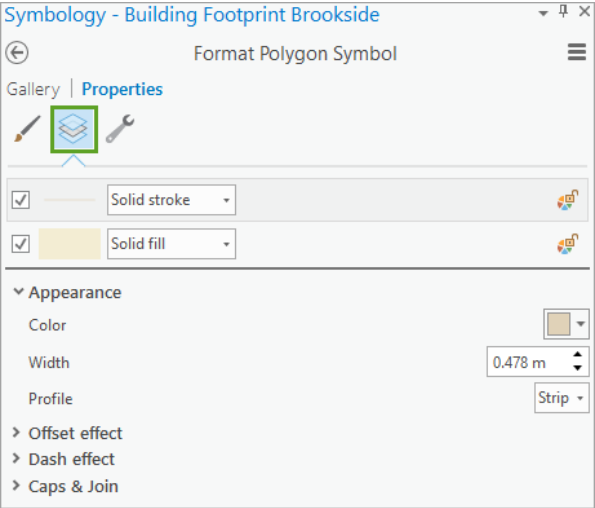 Symbology - Building Footprint Brookside
Format Polygon Symbol
Gallery | Properties
Solid stroke
Solid fill
Appearance
Color
Width 0.478 m
Profile Strip
Offset effect
Dash effect
Caps & Join